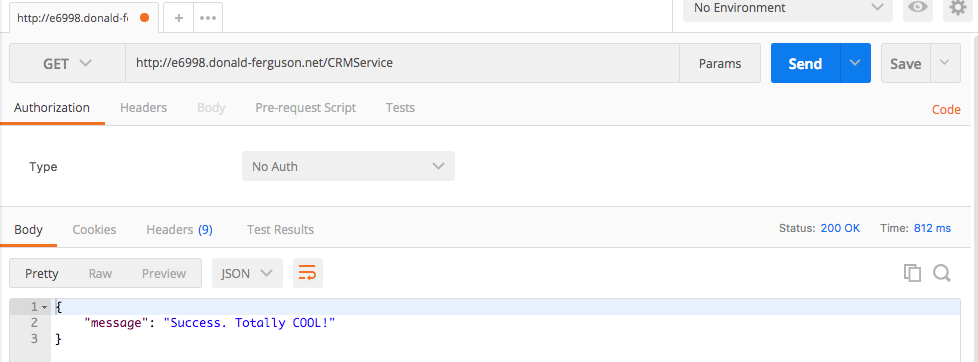 http://e6998.donald-f
No Environment
GET http://e6998.donald-ferguson.net/CRMService Params Send Save
Authorization Headers Body Pre-request Script Tests Code
Type No Auth
Body Cookies Headers (9) Test Results Status: 200 OK Time: 812 ms
Pretty Raw Preview JSON
1 {
2 "message": "Success. Totally COOL!"
3 }